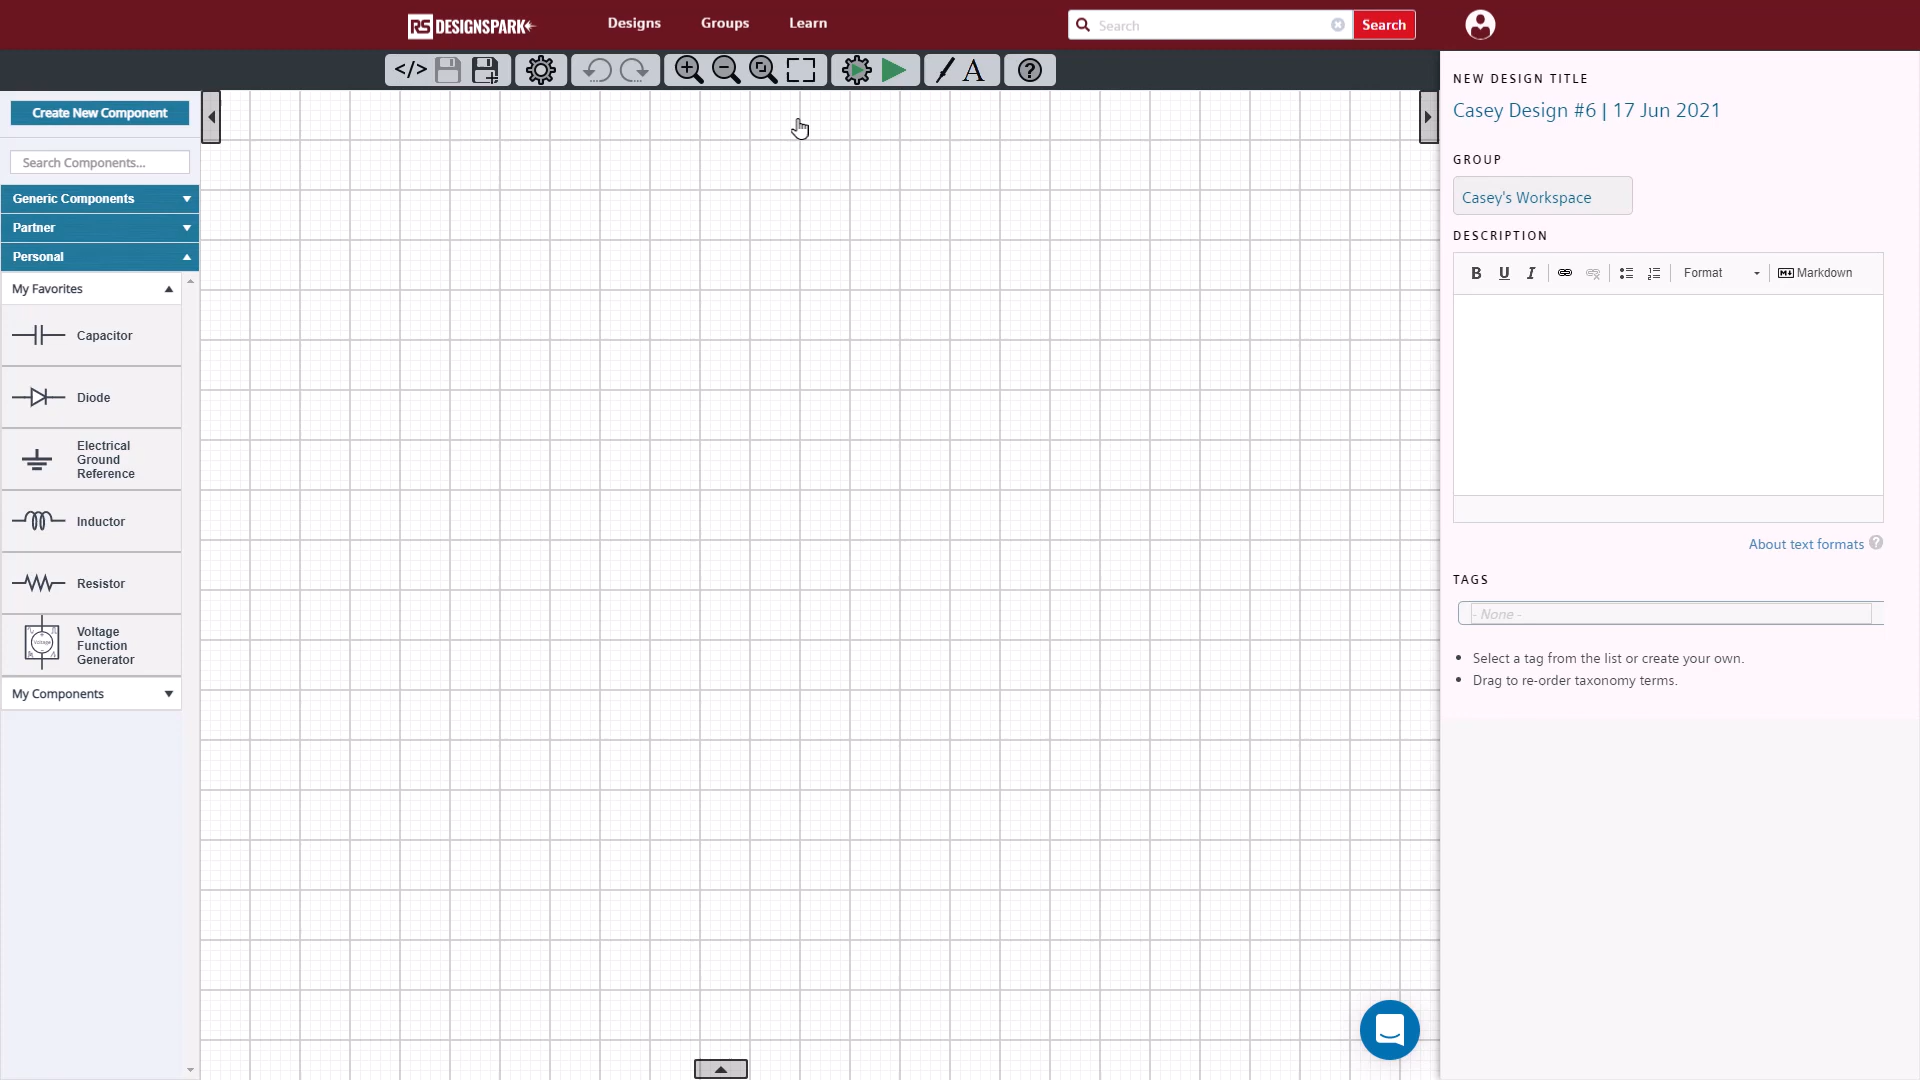 RS DESIGNSPARK
Designs Groups Learn
Search Search
</> A ?
Create New Component
Search Components...
Generic Components
Partner
Personal
My Favorites
Capacitor
Diode
Electrical
Ground
Reference
Inductor
Resistor
Voltage
Function
Generator
My Components
NEW DESIGN TITLE
Casey Design #6 | 17 Jun 2021
GROUP
Casey's Workspace
DESCRIPTION
B U I Format Markdown
About text formats ?
TAGS
- None -
• Select a tag from the list or create your own.
• Drag to re-order taxonomy terms.